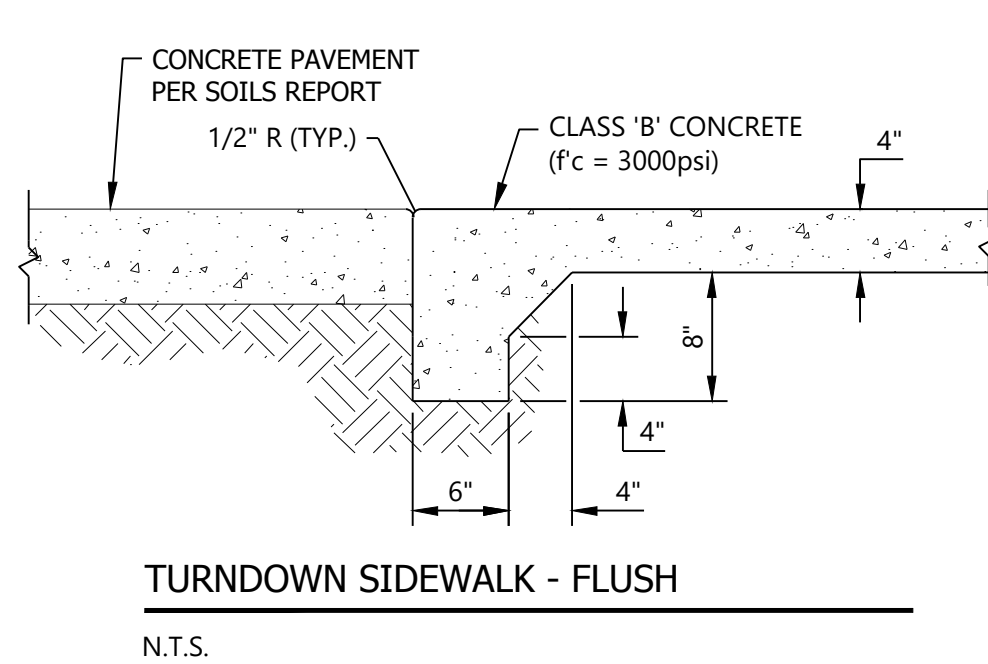 CONCRETE PAVEMENT
PER SOILS REPORT
1/2" R (TYP.)
CLASS 'B' CONCRETE
(f'c = 3000psi)
4"
8"
4"
6"
4"
TURNDOWN SIDEWALK - FLUSH
N.T.S.